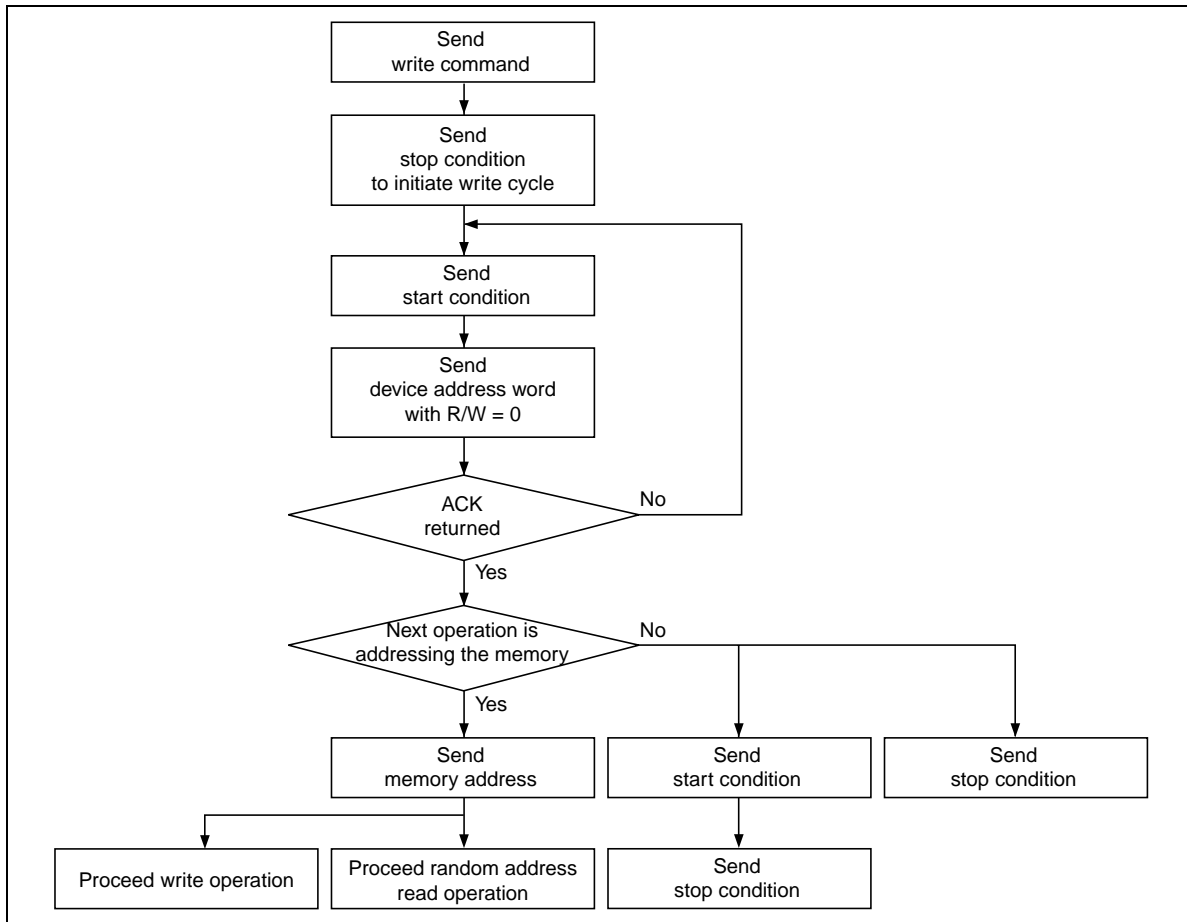 Send
write command
Send
stop condition
to initiate write cycle
Send
start condition
Send
device address word
with R/W = 0
ACK
returned
No
Yes
Next operation is
addressing the memory
No
Yes
Send
memory address
Send
start condition
Send
stop condition
Proceed write operation
Proceed random address
read operation
Send
stop condition